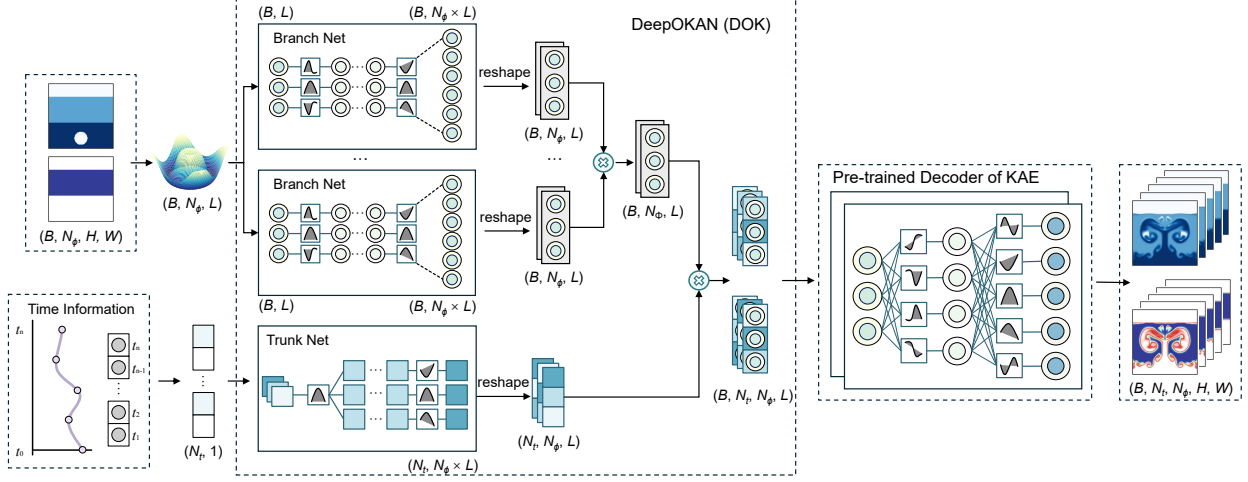 DeepOKAN (DOK)
(B, L)
(B, Nϕ × L)
Branch Net
reshape
(B, Nϕ, L)
(B, Nϕ, H, W)
(B, Nϕ, L)
...
Branch Net
reshape
(B, Nϕ, L)
(B, L)
(B, Nϕ × L)
(B, NΦ, L)
Time Information
tn
t0
tn
tn-1
t2
t1
(Nt, 1)
Trunk Net
reshape
(Nt, Nϕ × L)
(Nt, Nϕ, L)
(B, Nt, Nϕ, L)
Pre-trained Decoder of KAE
(B, Nt, Nϕ, H, W)